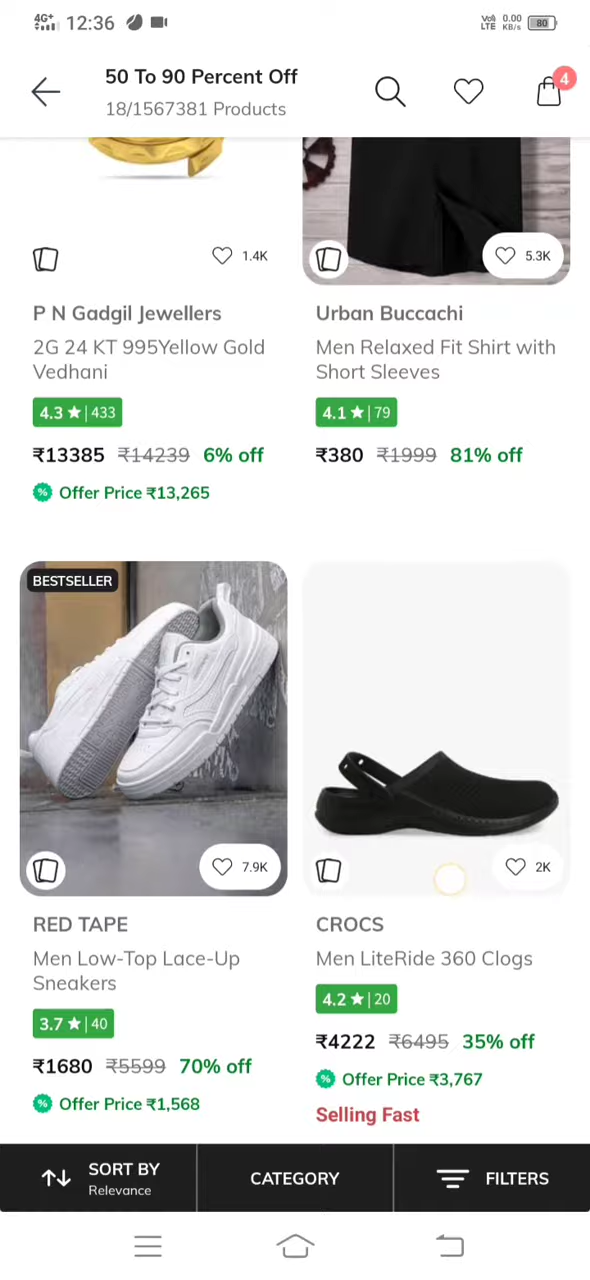 4G+ 12:36 Vo) 0.00
LTE KB/s 80
50 To 90 Percent Off
18/1567381 Products
4
1.4K
5.3K
P N Gadgil Jewellers
2G 24 KT 995Yellow Gold
Vedhani
4.3 ★ | 433
₹13385 ₹14239 6% off
% Offer Price ₹13,265
Urban Buccachi
Men Relaxed Fit Shirt with
Short Sleeves
4.1 ★ | 79
₹380 ₹1999 81% off
BESTSELLER
7.9K
2K
RED TAPE
Men Low-Top Lace-Up
Sneakers
3.7 ★ | 40
₹1680 ₹5599 70% off
% Offer Price ₹1,568
CROCS
Men LiteRide 360 Clogs
4.2 ★ | 20
₹4222 ₹6495 35% off
% Offer Price ₹3,767
Selling Fast
SORT BY
Relevance
CATEGORY
FILTERS